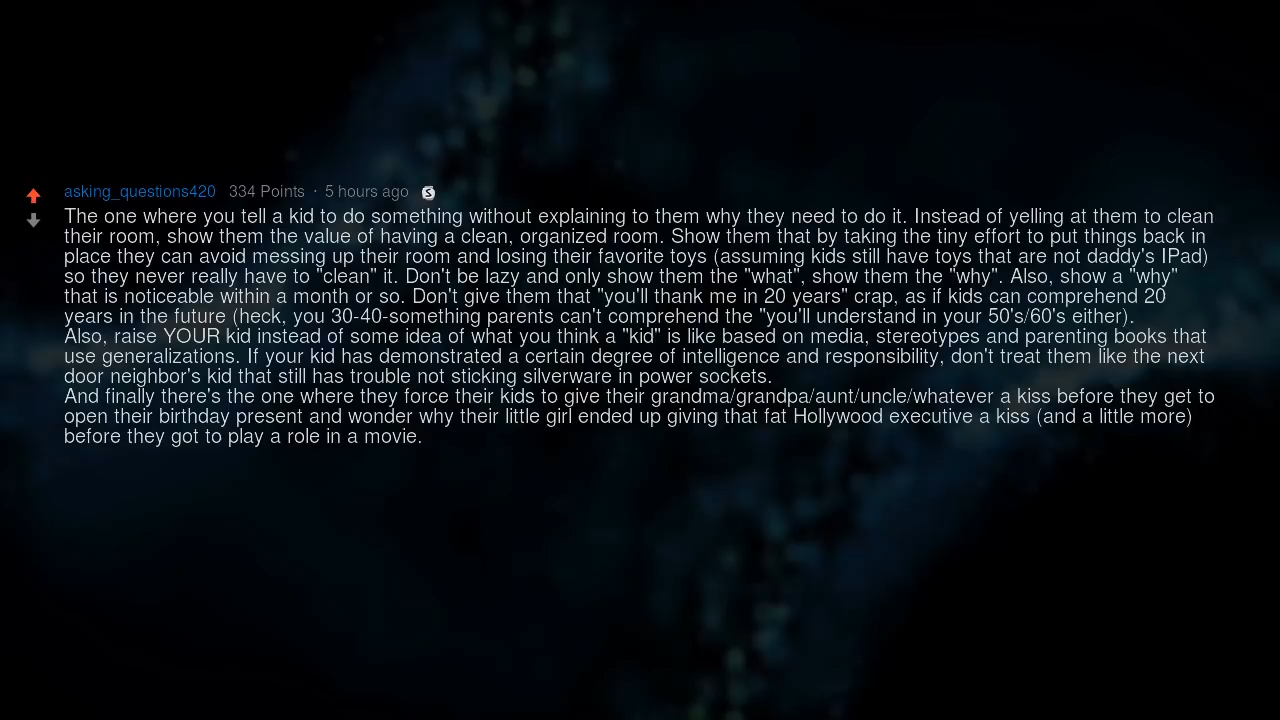 asking_questions420 334 Points · 5 hours ago
The one where you tell a kid to do something without explaining to them why they need to do it. Instead of yelling at them to clean
their room, show them the value of having a clean, organized room. Show them that by taking the tiny effort to put things back in
place they can avoid messing up their room and losing their favorite toys (assuming kids still have toys that are not daddy's IPad)
so they never really have to "clean" it. Don't be lazy and only show them the "what", show them the "why". Also, show a "why"
that is noticeable within a month or so. Don't give them that "you'll thank me in 20 years" crap, as if kids can comprehend 20
years in the future (heck, you 30-40-something parents can't comprehend the "you'll understand in your 50's/60's either).
Also, raise YOUR kid instead of some idea of what you think a "kid" is like based on media, stereotypes and parenting books that
use generalizations. If your kid has demonstrated a certain degree of intelligence and responsibility, don't treat them like the next
door neighbor's kid that still has trouble not sticking silverware in power sockets.
And finally there's the one where they force their kids to give their grandma/grandpa/aunt/uncle/whatever a kiss before they get to
open their birthday present and wonder why their little girl ended up giving that fat Hollywood executive a kiss (and a little more)
before they got to play a role in a movie.